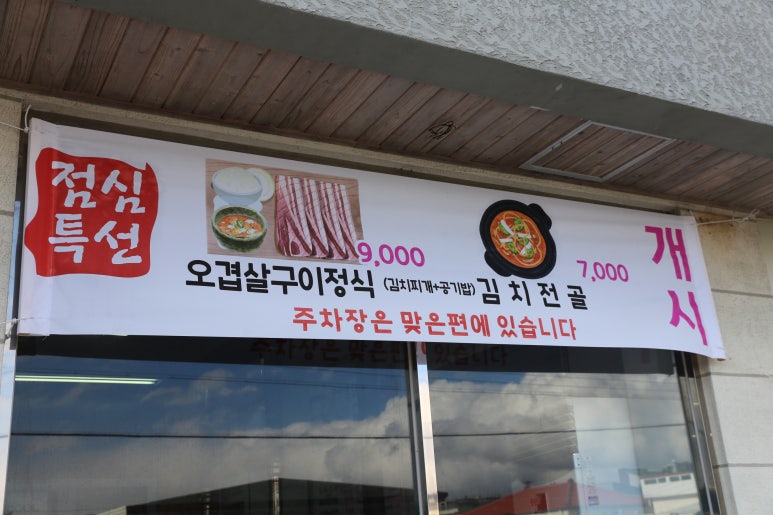 점심
특선
9,000
오겹살구이정식 (김치찌개+공기밥)
7,000
김치전골
주차장은 맞은편에 있습니다
개시